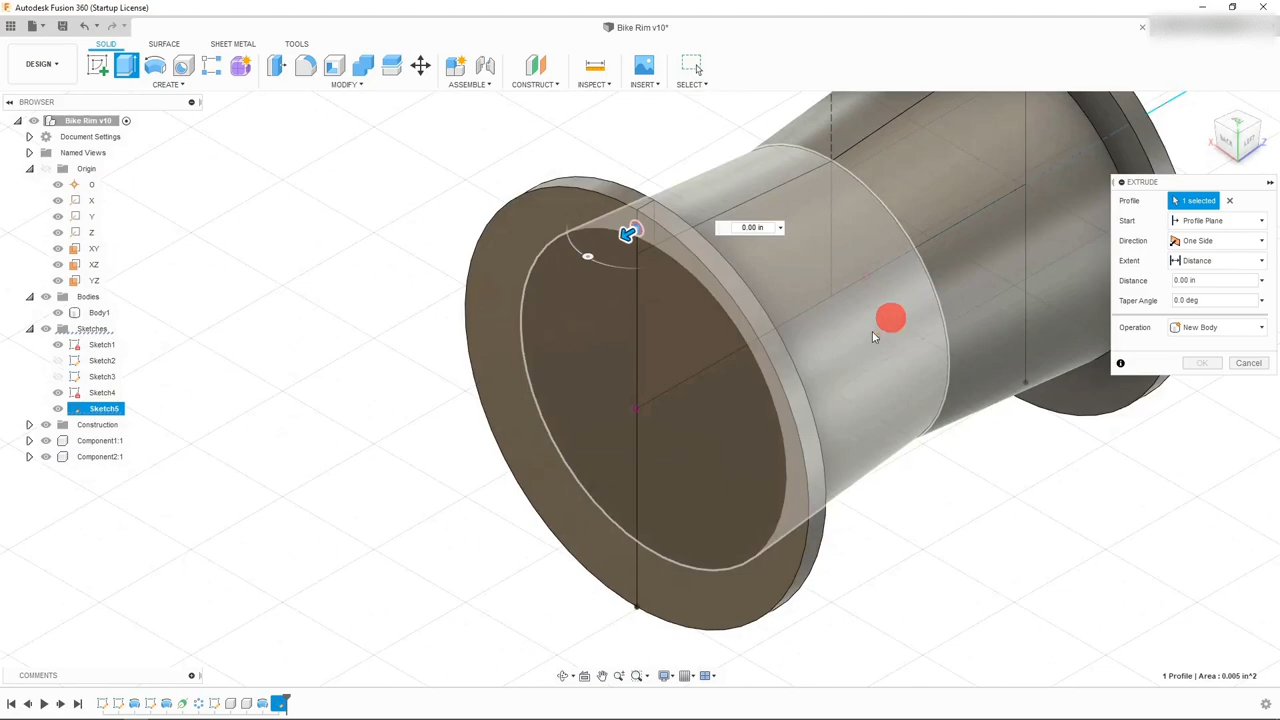 Autodesk Fusion 360 (Startup License)
Bike Rim v10*
SOLID SURFACE SHEET METAL TOOLS
DESIGN
CREATE MODIFY ASSEMBLE CONSTRUCT INSPECT INSERT SELECT
BROWSER
Bike Rim v10
Document Settings
Named Views
Origin
O
X
Y
Z
XY
XZ
YZ
Bodies
Body1
Sketches
Sketch1
Sketch2
Sketch3
Sketch4
Sketch5
Construction
Component1:1
Component2:1
0.00 in
BACK LEFT
X Z
EXTRUDE
Profile 1 selected
Start Profile Plane
Direction One Side
Extent Distance
Distance 0.00 in
Taper Angle 0.0 deg
Operation New Body
OK Cancel
COMMENTS
1 Profile | Area : 0.005 in^2